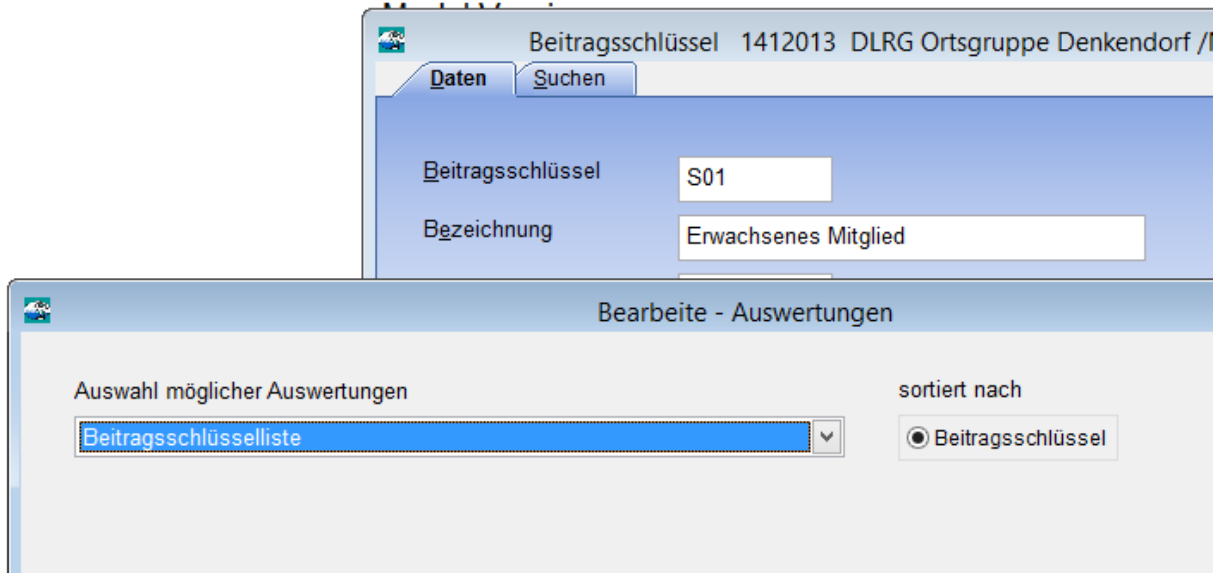 Beitragsschlüssel 1412013 DLRG Ortsgruppe Denkendorf /
Daten Suchen
Beitragsschlüssel S01
Bezeichnung Erwachsenes Mitglied
Bearbeite - Auswertungen
Auswahl möglicher Auswertungen sortiert nach
Beitragsschlüsselliste Beitragsschlüssel